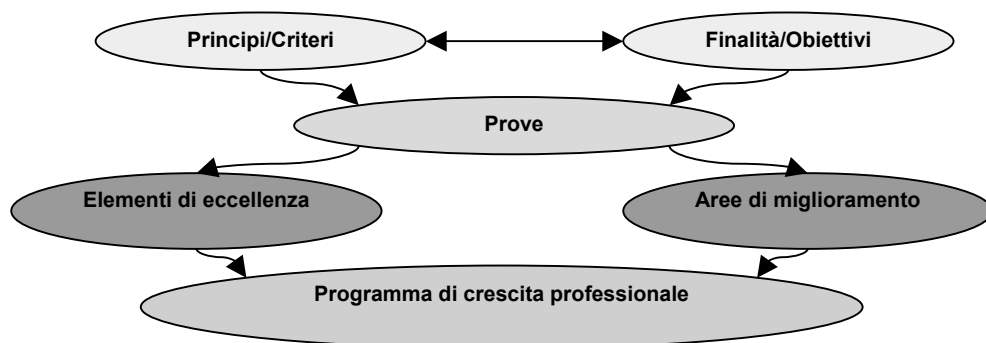 Principi/Criteri
Finalità/Obiettivi
Prove
Elementi di eccellenza
Aree di miglioramento
Programma di crescita professionale